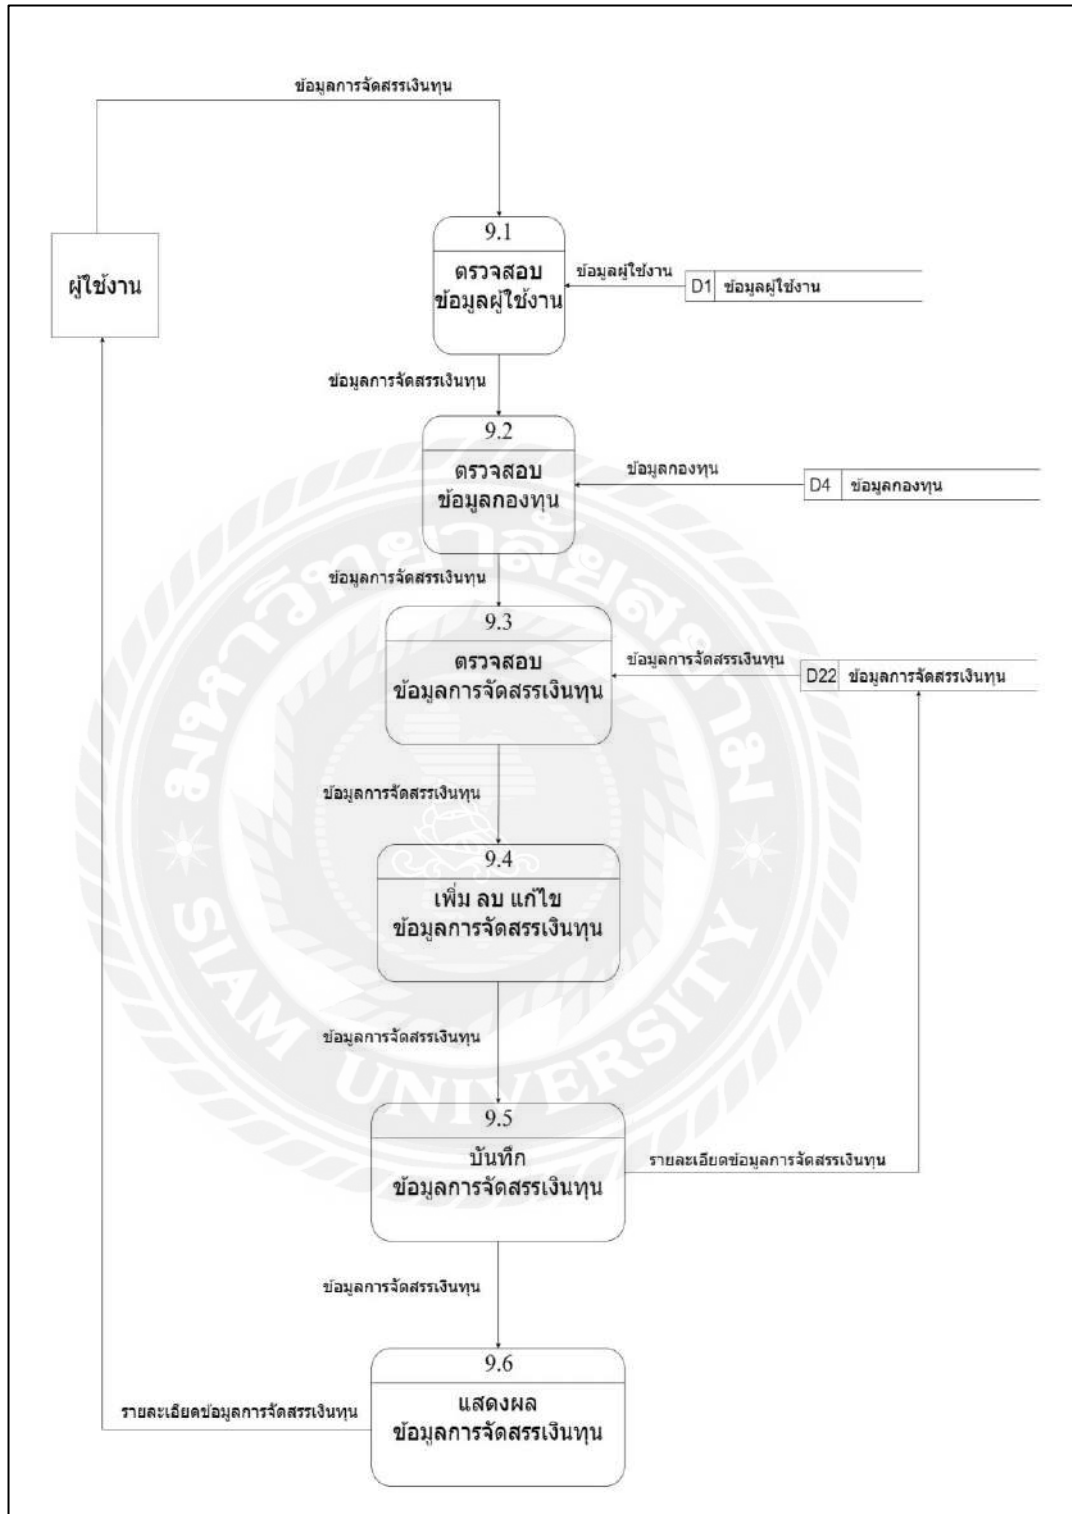 ข้อมูลการจัดสรรเงินทุน
9.1
ตรวจสอบ
ข้อมูลผู้ใช้งาน
ผู้ใช้งาน
ข้อมูลผู้ใช้งาน
D1 ข้อมูลผู้ใช้งาน
ข้อมูลการจัดสรรเงินทุน
9.2
ตรวจสอบ
ข้อมูลกองทุน
ข้อมูลกองทุน
D4 ข้อมูลกองทุน
ข้อมูลการจัดสรรเงินทุน
9.3
ตรวจสอบ
ข้อมูลการจัดสรรเงินทุน
ข้อมูลการจัดสรรเงินทุน
D22 ข้อมูลการจัดสรรเงินทุน
ข้อมูลการจัดสรรเงินทุน
9.4
เพิ่ม ลบ แก้ไข
ข้อมูลการจัดสรรเงินทุน
ข้อมูลการจัดสรรเงินทุน
9.5
บันทึก
ข้อมูลการจัดสรรเงินทุน
รายละเอียดข้อมูลการจัดสรรเงินทุน
ข้อมูลการจัดสรรเงินทุน
9.6
แสดงผล
ข้อมูลการจัดสรรเงินทุน
รายละเอียดข้อมูลการจัดสรรเงินทุน
มหาวิทยาลัยสยาม
SIAM UNIVERSITY